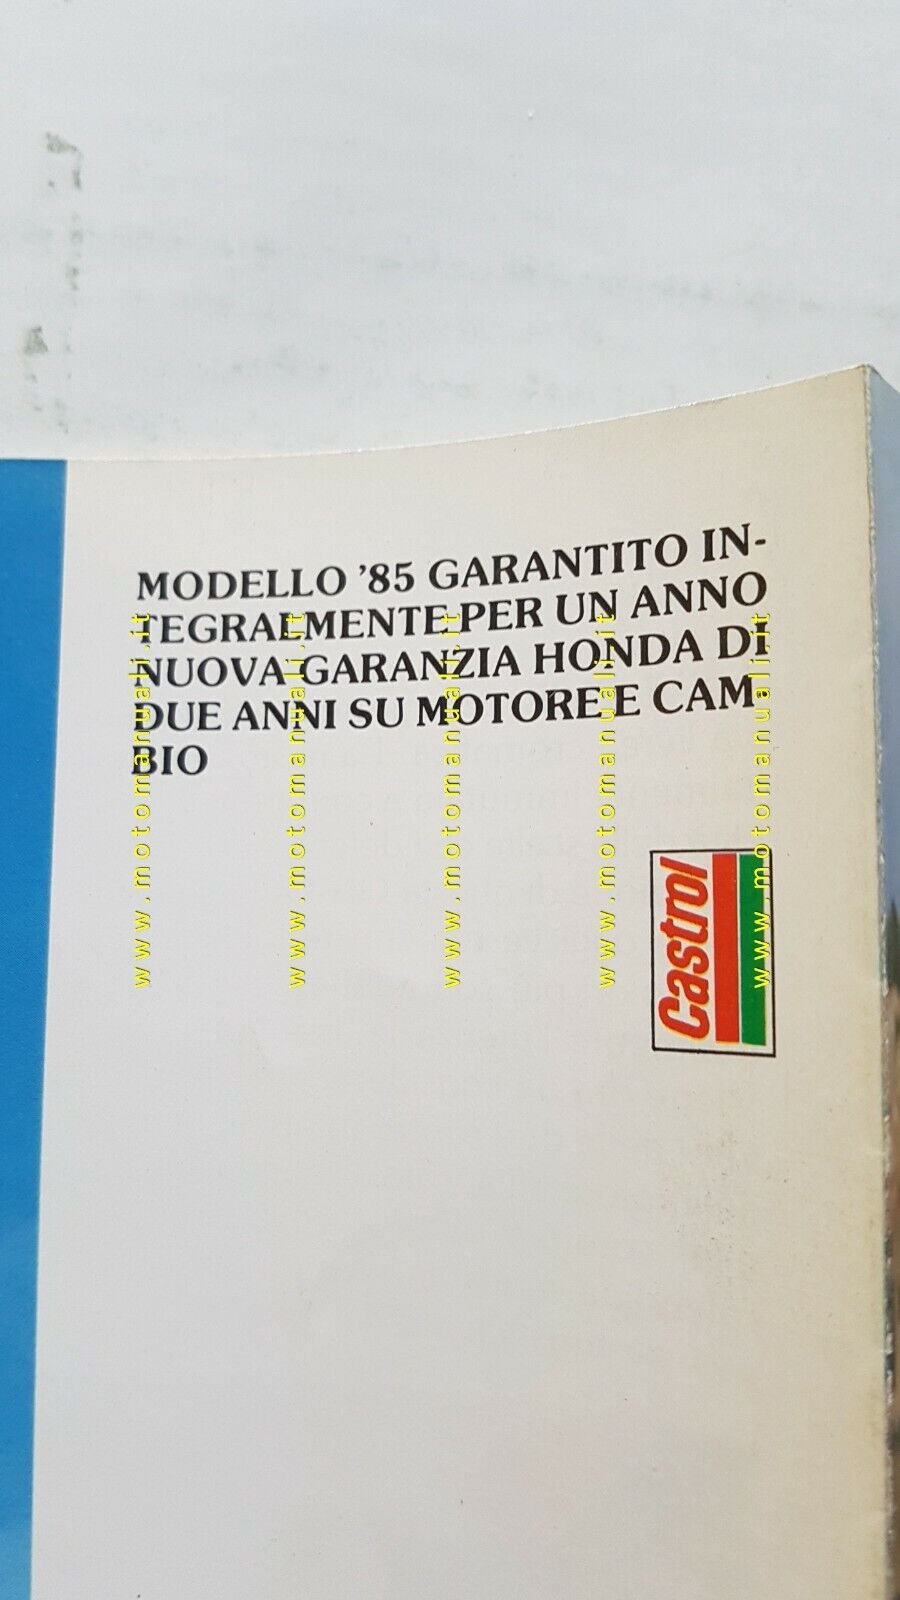 MODELLO '85 GARANTITO IN-
TEGRALMENTE PER UN ANNO
NUOVA GARANZIA HONDA DI
DUE ANNI SU MOTORE E CAM
BIO
Castrol
www.motomanuali.it
www.motomanuali.it
www.motomanuali.it
www.motomanuali.it
www.motomanuali.it